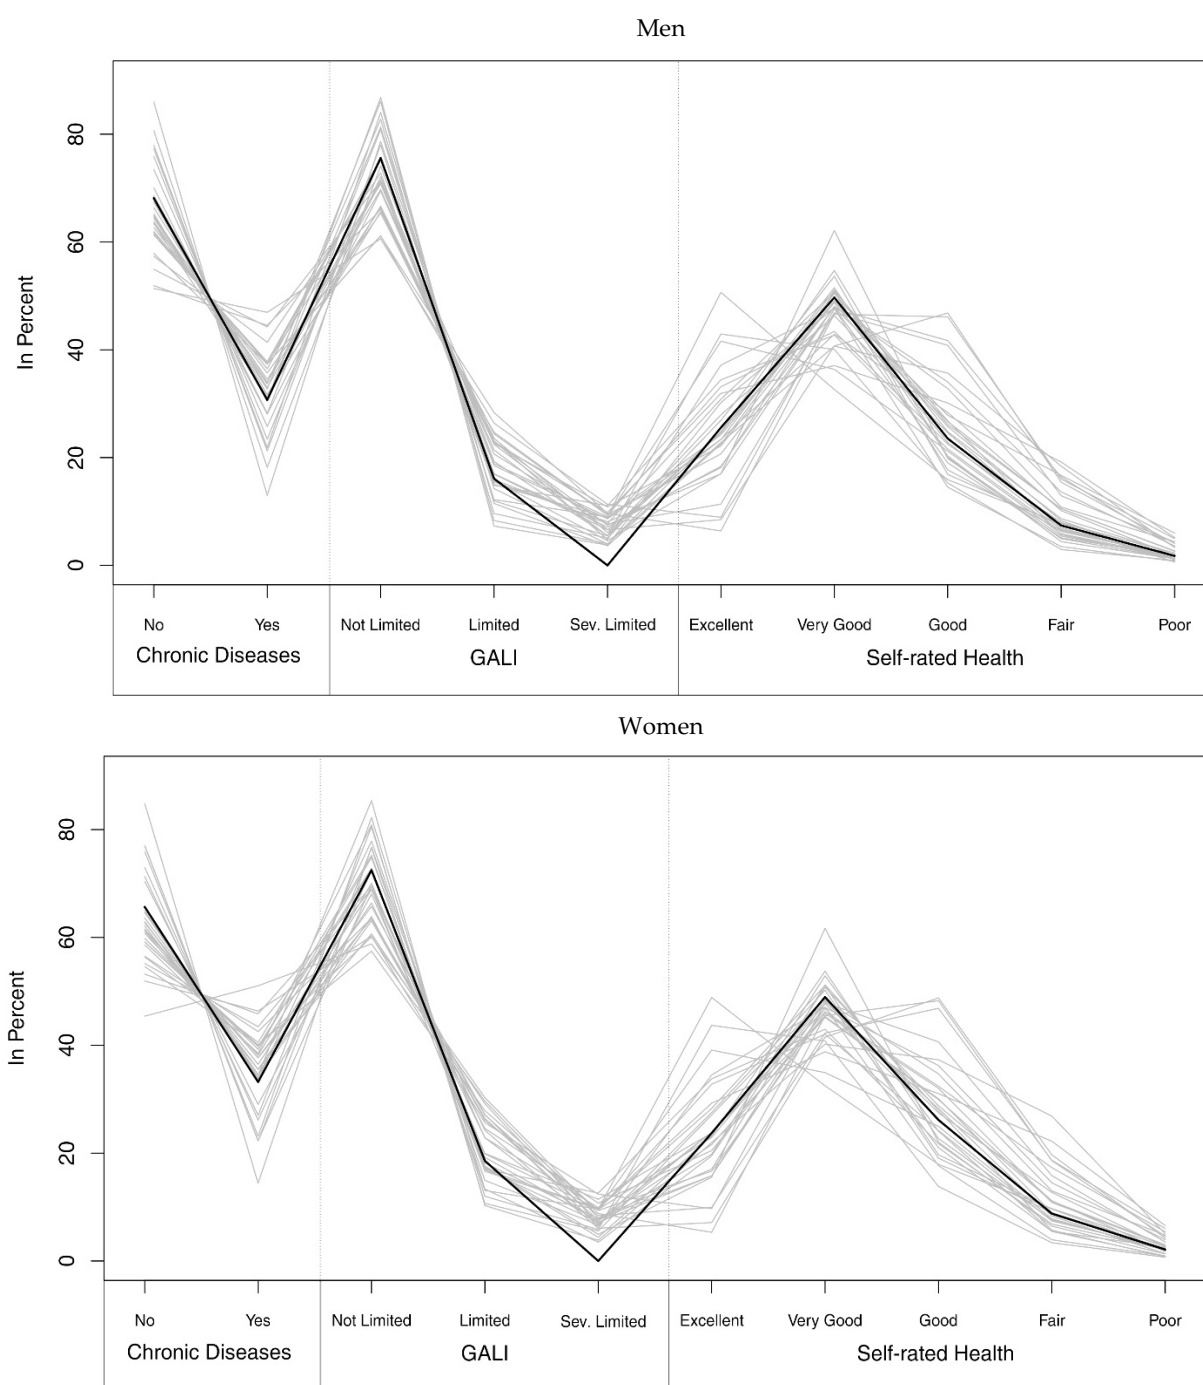 Men
In Percent
80
60
40
20
0
No Yes Not Limited Limited Sev. Limited Excellent Very Good Good Fair Poor
Chronic Diseases GALI Self-rated Health
Women
In Percent
80
60
40
20
0
No Yes Not Limited Limited Sev. Limited Excellent Very Good Good Fair Poor
Chronic Diseases GALI Self-rated Health